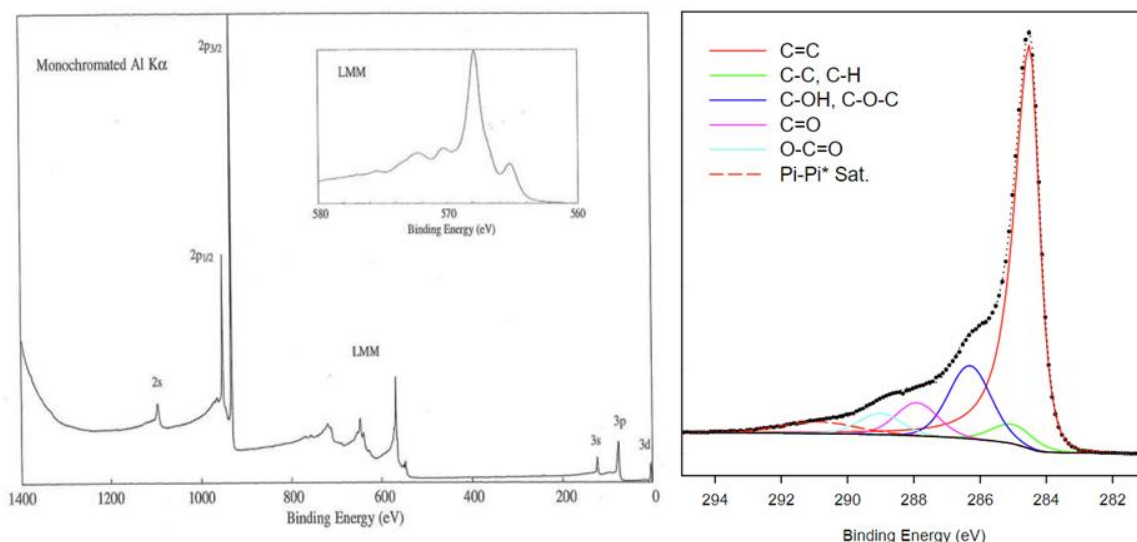 Monochromated Al Kα
2p3/2
LMM
580
570
560
Binding Energy (eV)
2p1/2
2s
LMM
3s
3p
3d
1400
1200
1000
800
600
400
200
0
Binding Energy (eV)
C=C
C-C, C-H
C-OH, C-O-C
C=O
O-C=O
Pi-Pi* Sat.
294
292
290
288
286
284
282
Binding Energy (eV)